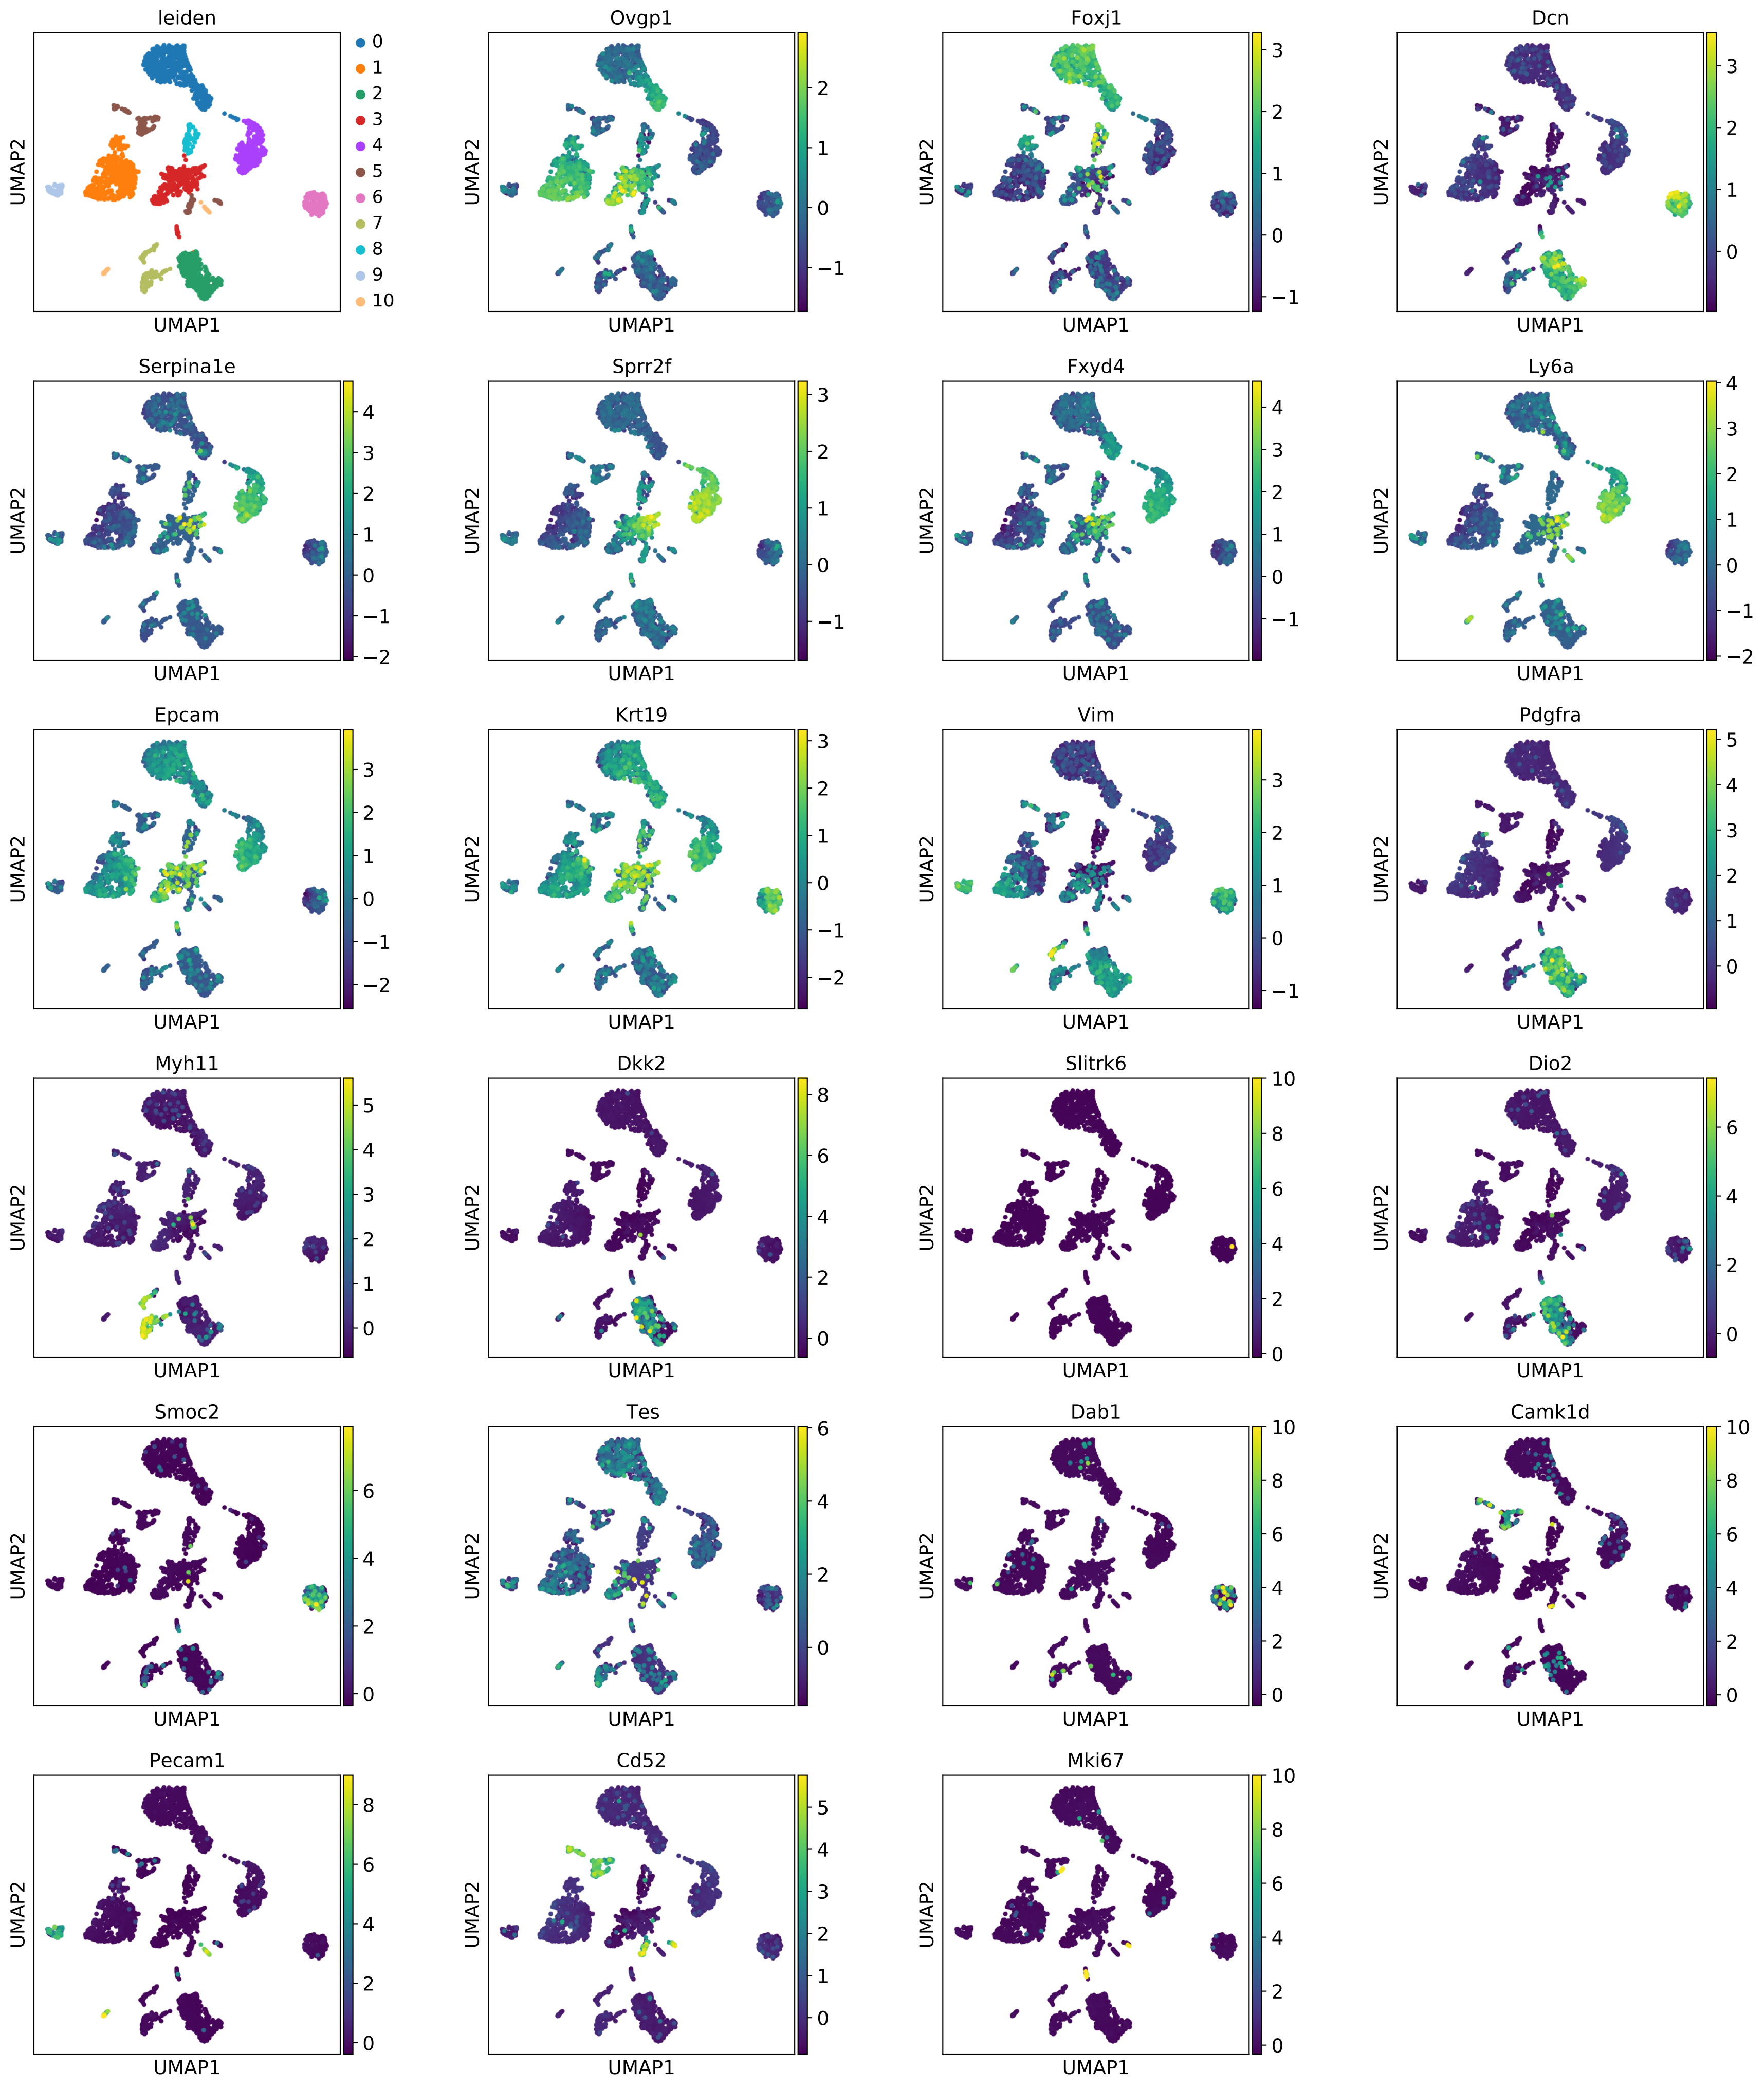 leiden
UMAP2
UMAP1
0
1
2
3
4
5
6
7
8
9
10
Ovgp1
UMAP2
UMAP1
2
1
0
−1
Foxj1
UMAP2
UMAP1
3
2
1
0
−1
Dcn
UMAP2
UMAP1
3
2
1
0
Serpina1e
UMAP2
UMAP1
4
3
2
1
0
−1
−2
Sprr2f
UMAP2
UMAP1
3
2
1
0
−1
Fxyd4
UMAP2
UMAP1
4
3
2
1
0
−1
Ly6a
UMAP2
UMAP1
4
3
2
1
0
−1
−2
Epcam
UMAP2
UMAP1
3
2
1
0
−1
−2
Krt19
UMAP2
UMAP1
3
2
1
0
−1
−2
Vim
UMAP2
UMAP1
3
2
1
0
−1
Pdgfra
UMAP2
UMAP1
5
4
3
2
1
0
Myh11
UMAP2
UMAP1
5
4
3
2
1
0
Dkk2
UMAP2
UMAP1
8
6
4
2
0
Slitrk6
UMAP2
UMAP1
10
8
6
4
2
0
Dio2
UMAP2
UMAP1
6
4
2
0
Smoc2
UMAP2
UMAP1
6
4
2
0
Tes
UMAP2
UMAP1
6
4
2
0
Dab1
UMAP2
UMAP1
10
8
6
4
2
0
Camk1d
UMAP2
UMAP1
10
8
6
4
2
0
Pecam1
UMAP2
UMAP1
8
6
4
2
0
Cd52
UMAP2
UMAP1
5
4
3
2
1
0
Mki67
UMAP2
UMAP1
10
8
6
4
2
0